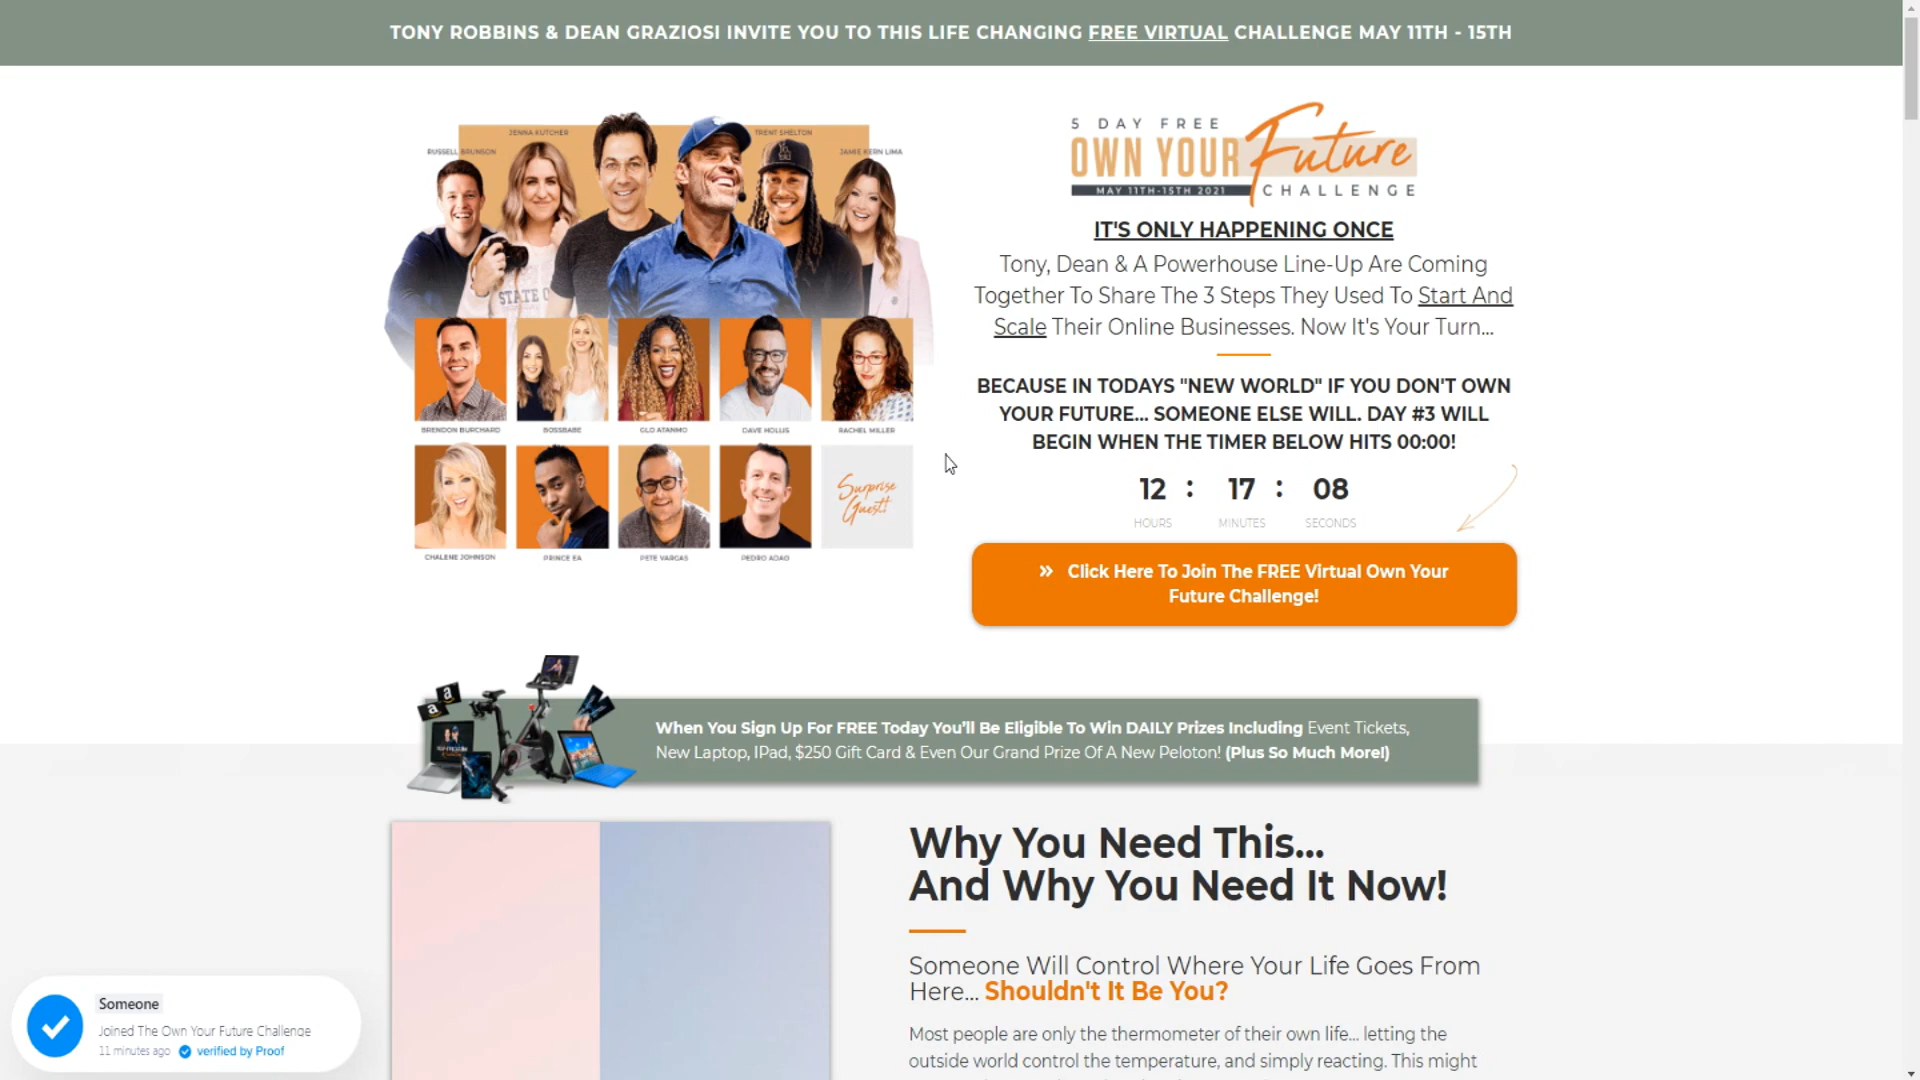 TONY ROBBINS & DEAN GRAZIOSI INVITE YOU TO THIS LIFE CHANGING FREE VIRTUAL CHALLENGE MAY 11TH - 15TH
JENNA KUTCHER
TRENT SHELTON
RUSSELL BRUNSON
JAMIE KERN LIMA
STATE
BRENDON BURCHARD
BOSSBABE
GLO ATANMO
DAVE HOLLIS
RACHEL MILLER
Surprise
Guest!
CHALENE JOHNSON
PRINCE EA
PETE VARGAS
PEDRO ADAO
5 DAY FREE
OWN YOUR Future
MAY 11TH-15TH 2021
CHALLENGE
IT'S ONLY HAPPENING ONCE
Tony, Dean & A Powerhouse Line-Up Are Coming
Together To Share The 3 Steps They Used To Start And
Scale Their Online Businesses. Now It's Your Turn...
BECAUSE IN TODAYS "NEW WORLD" IF YOU DON'T OWN
YOUR FUTURE... SOMEONE ELSE WILL. DAY #3 WILL
BEGIN WHEN THE TIMER BELOW HITS 00:00!
12 : 17 : 08
HOURS MINUTES SECONDS
» Click Here To Join The FREE Virtual Own Your
Future Challenge!
When You Sign Up For FREE Today You'll Be Eligible To Win DAILY Prizes Including Event Tickets,
New Laptop, IPad, $250 Gift Card & Even Our Grand Prize Of A New Peloton! (Plus So Much More!)
Why You Need This...
And Why You Need It Now!
Someone Will Control Where Your Life Goes From
Here... Shouldn't It Be You?
Most people are only the thermometer of their own life... letting the
outside world control the temperature, and simply reacting. This might
Someone
Joined The Own Your Future Challenge
11 minutes ago verified by Proof